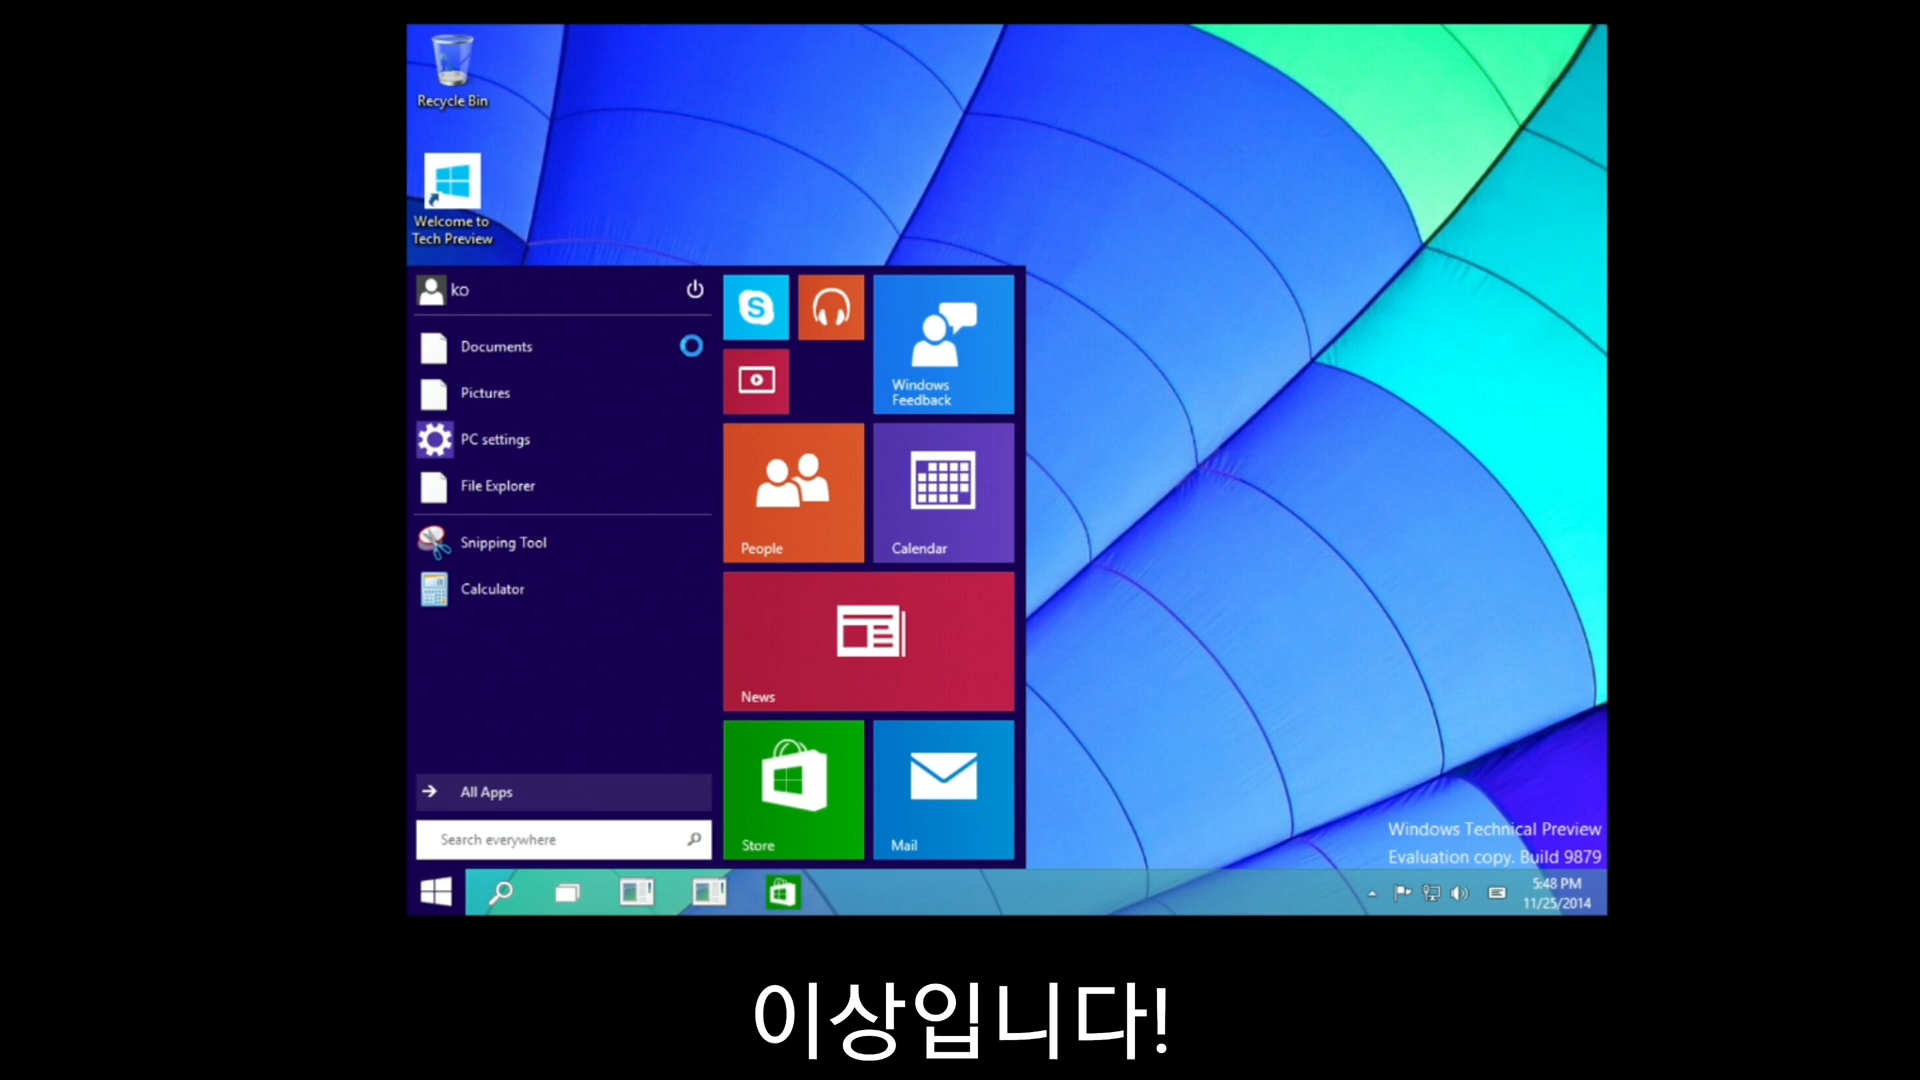 Recycle Bin
Welcome to
Tech Preview
ko
Documents
Pictures
PC settings
File Explorer
Snipping Tool
Calculator
All Apps
Search everywhere
Windows
Feedback
People
Calendar
News
Store
Mail
Windows Technical Preview
Evaluation copy. Build 9879
5:48 PM
11/25/2014
이상입니다!